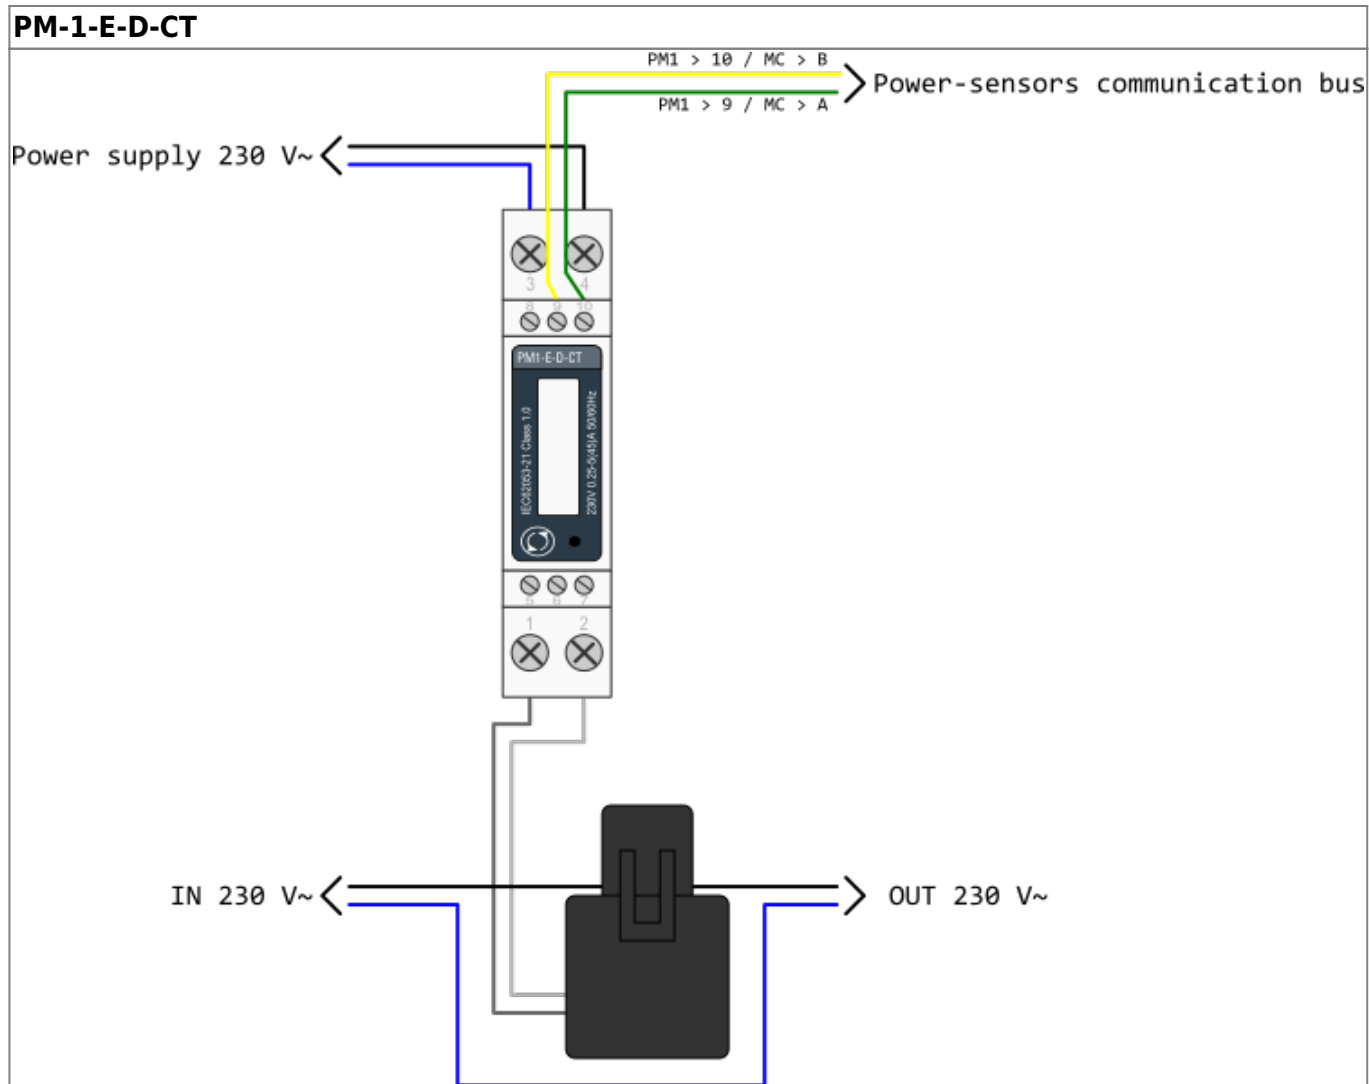 PM-1-E-D-CT
PM1 > 10 / MC > B
Power-sensors communication bus
PM1 > 9 / MC > A
Power supply 230 V~
3 4
8 9 10
PM1-E-D-CT
IEC62053-21 Class 1.0
230V 0.25-5(45)A 50/60Hz
5 6 7
1 2
IN 230 V~
OUT 230 V~